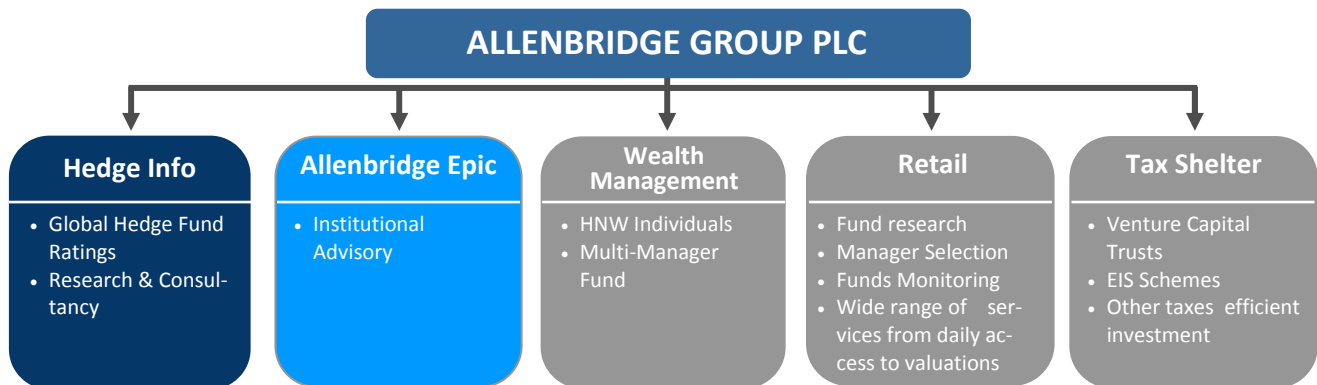 ALLENBRIDGE GROUP PLC
Hedge Info
• Global Hedge Fund
Ratings
• Research & Consul-
tancy
Allenbridge Epic
• Institutional
Advisory
Wealth
Management
• HNW Individuals
• Multi-Manager
Fund
Retail
• Fund research
• Manager Selection
• Funds Monitoring
• Wide range of ser-
vices from daily ac-
cess to valuations
Tax Shelter
• Venture Capital
Trusts
• EIS Schemes
• Other taxes efficient
investment